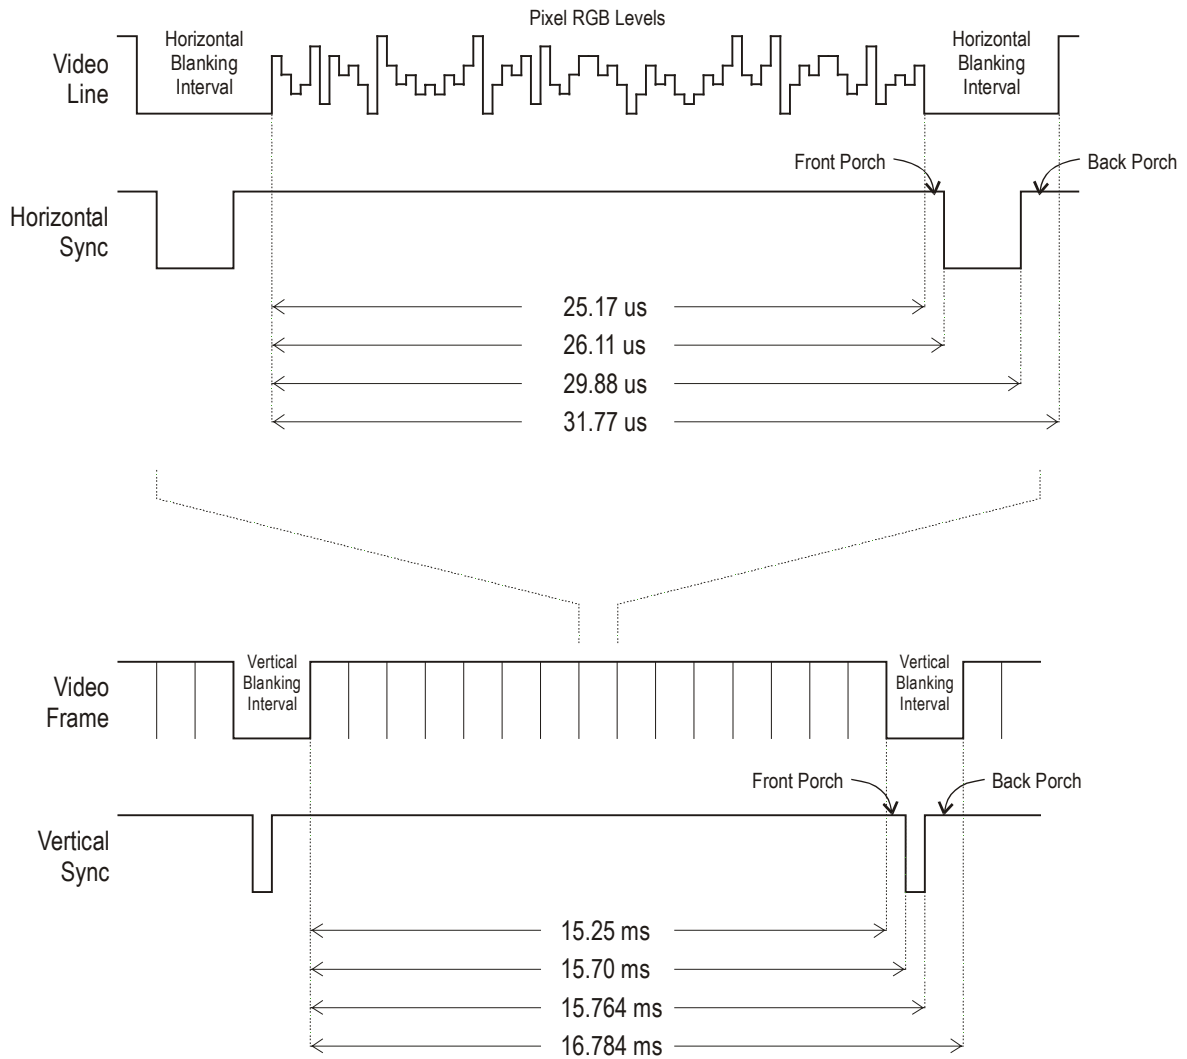 Pixel RGB Levels
Video
Line
Horizontal
Blanking
Interval
Horizontal
Blanking
Interval
Front Porch
Back Porch
Horizontal
Sync
25.17 us
26.11 us
29.88 us
31.77 us
Video
Frame
Vertical
Blanking
Interval
Vertical
Blanking
Interval
Front Porch
Back Porch
Vertical
Sync
15.25 ms
15.70 ms
15.764 ms
16.784 ms